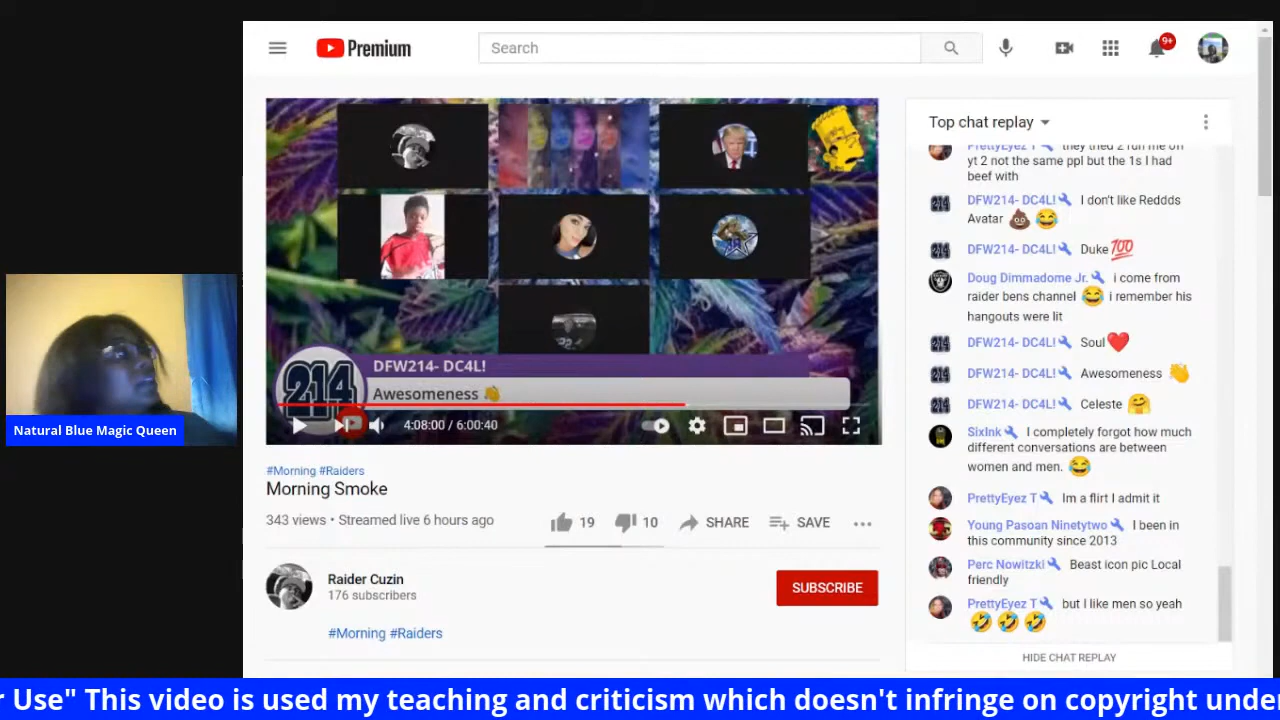 Premium
Search
9+
Top chat replay
PrettyEyez T they tried 2 run me off
yt 2 not the same ppl but the 1s I had
beef with
DFW214- DC4L! I don't like Reddds
Avatar 💩 😂
DFW214- DC4L! Duke 💯
Doug Dimmadome Jr. i come from
raider bens channel 😂 i remember his
hangouts were lit
DFW214- DC4L! Soul ❤️
DFW214- DC4L! Awesomeness 👋
DFW214- DC4L! Celeste 🤗
SixInk I completely forgot how much
different conversations are between
women and men. 😂
PrettyEyez T Im a flirt I admit it
Young Pasoan Ninetytwo I been in
this community since 2013
Perc Nowitzki Beast icon pic Local
friendly
PrettyEyez T but I like men so yeah
🤣 🤣 🤣
HIDE CHAT REPLAY
214
DFW214- DC4L!
Awesomeness 👋
4:08:00 / 6:00:40
#Morning #Raiders
Morning Smoke
343 views • Streamed live 6 hours ago
19
10
SHARE
SAVE
Raider Cuzin
176 subscribers
SUBSCRIBE
#Morning #Raiders
Natural Blue Magic Queen
r Use" This video is used my teaching and criticism which doesn't infringe on copyright unde